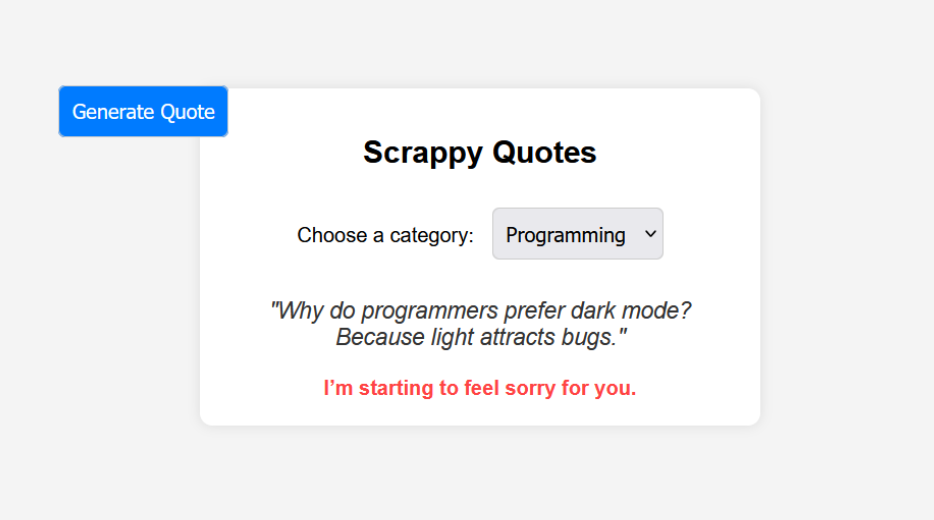 Generate Quote
Scrappy Quotes
Choose a category: Programming
"Why do programmers prefer dark mode?
Because light attracts bugs."
I’m starting to feel sorry for you.